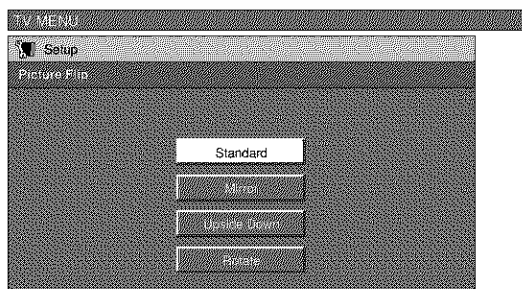 TV MENU
Setup
Picture Flip
Standard
Mirror
Upside Down
Rotate